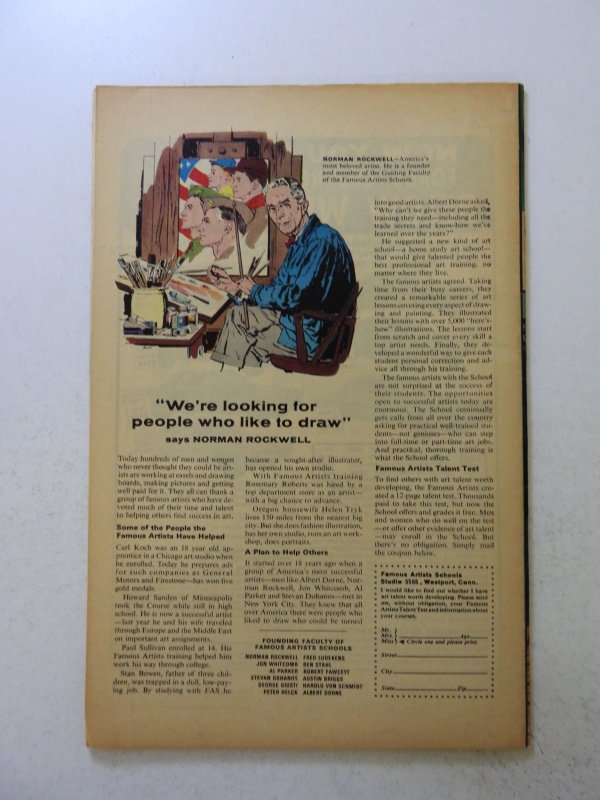 NORMAN ROCKWELL—America's
most beloved artist. He is a founder
and member of the Guiding Faculty
of the Famous Artists Schools.
"We're looking for
people who like to draw"
says NORMAN ROCKWELL
Today hundreds of men and women
who never thought they could be art-
ists are working at easels and drawing
boards, making pictures and getting
well paid for it. They all can thank a
group of famous artists who have de-
voted much of their time and talent
to helping others find success in art.
Some of the People the
Famous Artists Have Helped
Carl Koch was an 18 year old ap-
prentice in a Chicago art studio when
he enrolled. Today he prepares ads
for such companies as General
Motors and Firestone—has won five
gold medals.
Howard Sanden of Minneapolis
took the Course while still in high
school. He is now a successful artist
—last year he and his wife traveled
through Europe and the Middle East
on important art assignments.
Paul Sullivan enrolled at 14. His
Famous Artists training helped him
work his way through college.
Stan Bowen, father of three chil-
dren, was trapped in a dull, low-pay-
ing job. By studying with FAS he
became a sought-after illustrator,
has opened his own studio.
With Famous Artists training
Rosemary Roberts was hired by a
top department store as an artist—
with a big chance to advance.
Oregon housewife Helen Tryk
lives 150 miles from the nearest big
city. But she does fashion illustration,
has her own studio, runs an art work-
shop, does portraits.
A Plan to Help Others
It started over 18 years ago when a
group of America's most successful
artists—men like Albert Dorne, Nor-
man Rockwell, Jon Whitcomb, Al
Parker and Stevan Dohanos—met in
New York City. They knew that all
over America there were people who
liked to draw who could be turned
FOUNDING FACULTY OF
FAMOUS ARTISTS SCHOOLS
NORMAN ROCKWELL FRED LUDEKENS
JON WHITCOMB BEN STAHL
AL PARKER ROBERT FAWCETT
STEVAN DOHANOS AUSTIN BRIGGS
GEORGE GIUSTI HAROLD VON SCHMIDT
PETER HELCK ALBERT DORNE
into good artists. Albert Dorne asked,
"Why can't we give these people the
training they need—including all the
trade secrets and know-how we've
learned over the years?"
He suggested a new kind of art
school—a home study art school—
that would give talented people the
best professional art training, no
matter where they live.
The famous artists agreed. Taking
time from their busy careers, they
created a remarkable series of art
lessons covering every aspect of draw-
ing and painting. They illustrated
their lessons with over 5,000 "here's
how" illustrations. The lessons start
from scratch and cover every skill a
top artist needs. Finally, they de-
veloped a wonderful way to give each
student personal correction and ad-
vice all through his training.
The famous artists with the School
are not surprised at the success of
their students. The opportunities
open to successful artists today are
enormous. The School continually
gets calls from all over the country
asking for practical well-trained stu-
dents—not geniuses—who can step
into full-time or part-time art jobs.
And practical, thorough training is
what the School offers.
Famous Artists Talent Test
To find others with art talent worth
developing, the Famous Artists cre-
ated a 12-page talent test. Thousands
paid to take this test, but now the
School offers and grades it free. Men
and women who do well on the test
—or offer other evidence of art talent
—may enroll in the School. But
there's no obligation. Simply mail
the coupon below.
Famous Artists Schools
Studio 5560, Westport, Conn.
I would like to find out whether I have
art talent worth developing. Please send
me, without obligation, your Famous
Artists Talent Test and information about
your courses.
Mr.
Mrs. Age
Miss Circle one and please print
Street
City
State Zip